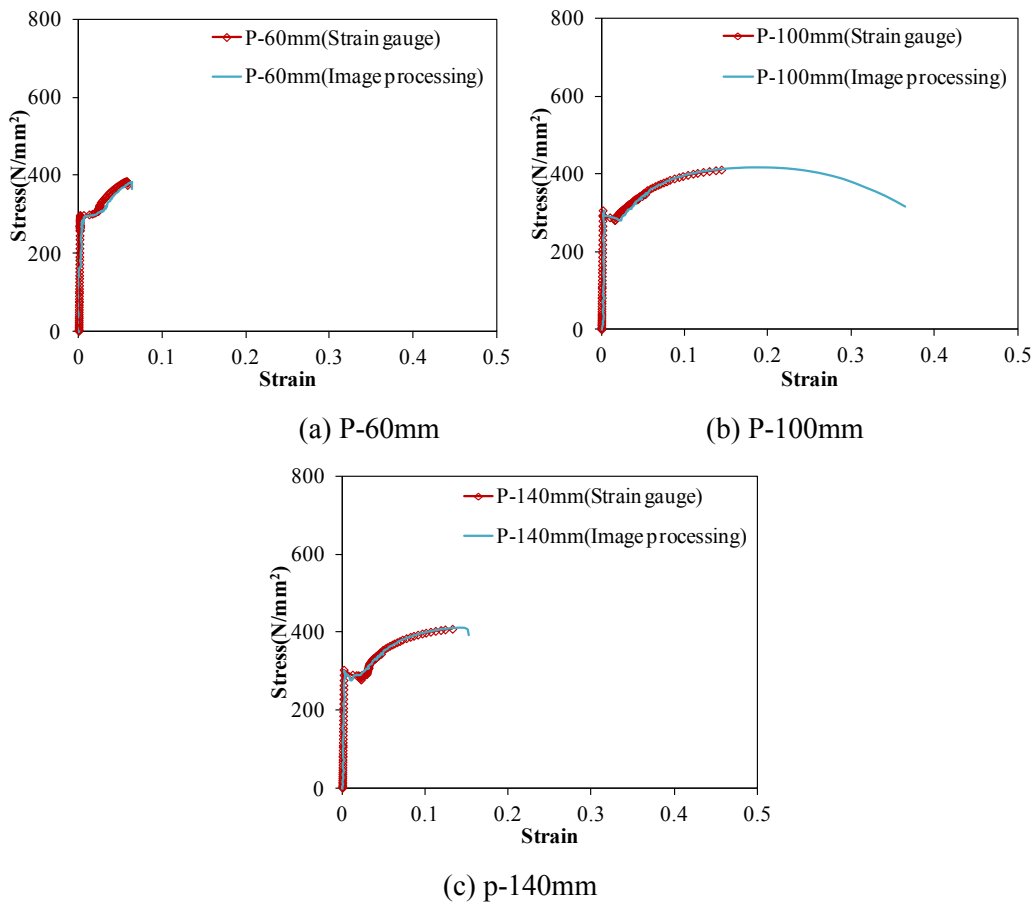 800
600
400
200
0
Stress(N/mm²)
P-60mm(Strain gauge)
P-60mm(Image processing)
0 0.1 0.2 0.3 0.4 0.5
Strain
(a) P-60mm
800
600
400
200
0
Stress(N/mm²)
P-100mm(Strain gauge)
P-100mm(Image processing)
0 0.1 0.2 0.3 0.4 0.5
Strain
(b) P-100mm
800
600
400
200
0
Stress(N/mm²)
P-140mm(Strain gauge)
P-140mm(Image processing)
0 0.1 0.2 0.3 0.4 0.5
Strain
(c) p-140mm